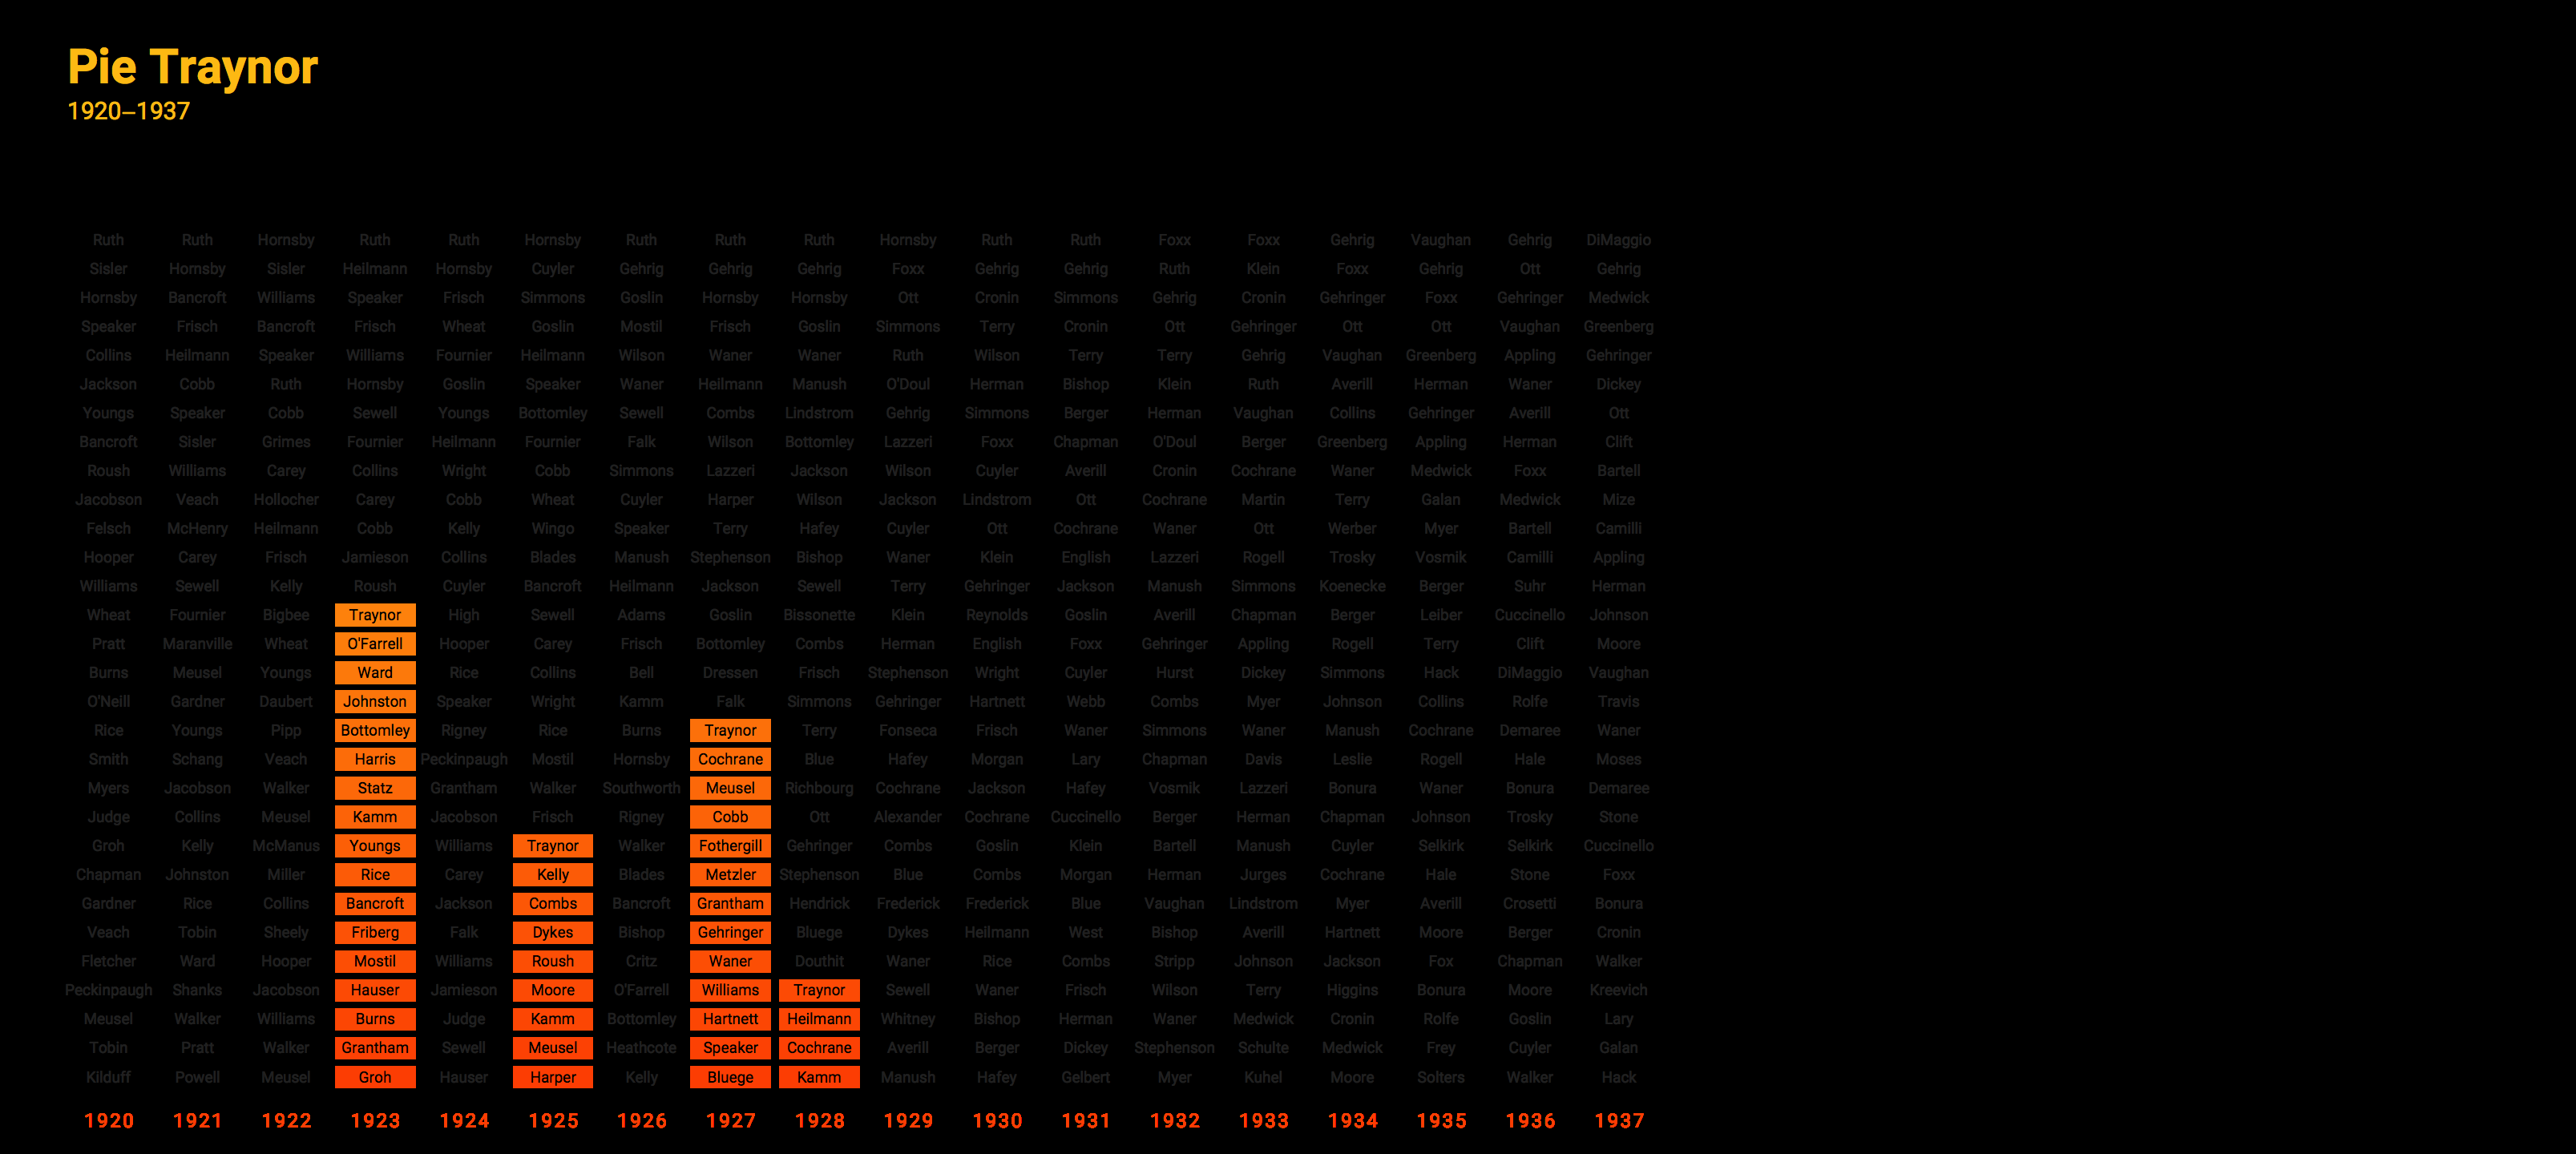 Pie Traynor
1920–1937
Ruth Ruth Hornsby Ruth Ruth Hornsby Ruth Ruth Ruth Hornsby Ruth Ruth Foxx Foxx Gehrig Vaughan Gehrig DiMaggio
Sisler Hornsby Sisler Heilmann Hornsby Cuyler Gehrig Gehrig Gehrig Foxx Gehrig Gehrig Ruth Klein Foxx Gehrig Ott Gehrig
Hornsby Bancroft Williams Speaker Frisch Simmons Goslin Hornsby Hornsby Ott Cronin Simmons Gehrig Cronin Gehringer Foxx Gehringer Medwick
Speaker Frisch Bancroft Frisch Wheat Goslin Mostil Frisch Goslin Simmons Terry Cronin Ott Gehringer Ott Ott Vaughan Greenberg
Collins Heilmann Speaker Williams Fournier Heilmann Wilson Waner Waner Ruth Wilson Terry Terry Gehrig Vaughan Greenberg Appling Gehringer
Jackson Cobb Ruth Hornsby Goslin Speaker Waner Heilmann Manush O'Doul Herman Bishop Klein Ruth Averill Herman Waner Dickey
Youngs Speaker Cobb Sewell Youngs Bottomley Sewell Combs Lindstrom Gehrig Simmons Berger Herman Vaughan Collins Gehringer Averill Ott
Bancroft Sisler Grimes Fournier Heilmann Fournier Falk Wilson Bottomley Lazzeri Foxx Chapman O'Doul Berger Greenberg Appling Herman Clift
Roush Williams Carey Collins Wright Cobb Simmons Lazzeri Jackson Wilson Cuyler Averill Cronin Cochrane Waner Medwick Foxx Bartell
Jacobson Veach Hollocher Carey Cobb Wheat Cuyler Harper Wilson Jackson Lindstrom Ott Cochrane Martin Terry Galan Medwick Mize
Felsch McHenry Heilmann Cobb Kelly Wingo Speaker Terry Hafey Cuyler Ott Cochrane Waner Ott Werber Myer Bartell Camilli
Hooper Carey Frisch Jamieson Collins Blades Manush Stephenson Bishop Waner Klein English Lazzeri Rogell Trosky Vosmik Camilli Appling
Williams Sewell Kelly Roush Cuyler Bancroft Heilmann Jackson Sewell Terry Gehringer Jackson Manush Simmons Koenecke Berger Suhr Herman
Wheat Fournier Bigbee Traynor High Sewell Adams Goslin Bissonette Klein Reynolds Goslin Averill Chapman Berger Leiber Cuccinello Johnson
Pratt Maranville Wheat O'Farrell Hooper Carey Frisch Bottomley Combs Herman English Foxx Gehringer Appling Rogell Terry Clift Moore
Burns Meusel Youngs Ward Rice Collins Bell Dressen Frisch Stephenson Wright Cuyler Hurst Dickey Simmons Hack DiMaggio Vaughan
O'Neill Gardner Daubert Johnston Speaker Wright Kamm Falk Simmons Gehringer Hartnett Webb Combs Myer Johnson Collins Rolfe Travis
Rice Youngs Pipp Bottomley Rigney Rice Burns Traynor Terry Fonseca Frisch Waner Simmons Waner Manush Cochrane Demaree Waner
Smith Schang Veach Harris Peckinpaugh Mostil Hornsby Cochrane Blue Hafey Morgan Lary Chapman Davis Leslie Rogell Hale Moses
Myers Jacobson Walker Statz Grantham Walker Southworth Meusel Richbourg Cochrane Jackson Hafey Vosmik Lazzeri Bonura Waner Bonura Demaree
Judge Collins Meusel Kamm Jacobson Frisch Rigney Cobb Ott Alexander Cochrane Cuccinello Berger Herman Chapman Johnson Trosky Stone
Groh Kelly McManus Youngs Williams Traynor Walker Fothergill Gehringer Combs Goslin Klein Bartell Manush Cuyler Selkirk Selkirk Cuccinello
Chapman Johnston Miller Rice Carey Kelly Blades Metzler Stephenson Blue Combs Morgan Herman Jurges Cochrane Hale Stone Foxx
Gardner Rice Collins Bancroft Jackson Combs Bancroft Grantham Hendrick Frederick Frederick Blue Vaughan Lindstrom Myer Averill Crosetti Bonura
Veach Tobin Sheely Friberg Falk Dykes Bishop Gehringer Bluege Dykes Heilmann West Bishop Averill Hartnett Moore Berger Cronin
Fletcher Ward Hooper Mostil Williams Roush Critz Waner Douthit Waner Rice Combs Stripp Johnson Jackson Fox Chapman Walker
Peckinpaugh Shanks Jacobson Hauser Jamieson Moore O'Farrell Williams Traynor Sewell Waner Frisch Wilson Terry Higgins Bonura Moore Kreevich
Meusel Walker Williams Burns Judge Kamm Bottomley Hartnett Heilmann Whitney Bishop Herman Waner Medwick Cronin Rolfe Goslin Lary
Tobin Pratt Walker Grantham Sewell Meusel Heathcote Speaker Cochrane Averill Berger Dickey Stephenson Schulte Medwick Frey Cuyler Galan
Kilduff Powell Meusel Groh Hauser Harper Kelly Bluege Kamm Manush Hafey Gelbert Myer Kuhel Moore Solters Walker Hack
1920 1921 1922 1923 1924 1925 1926 1927 1928 1929 1930 1931 1932 1933 1934 1935 1936 1937